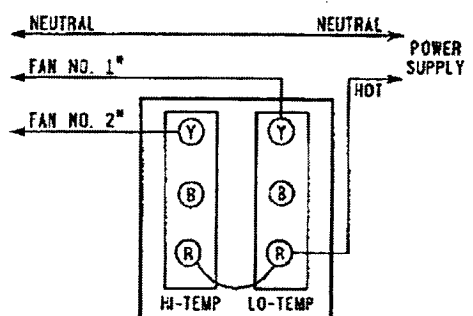 NEUTRAL NEUTRAL
POWER
SUPPLY
FAN NO. 1*
HOT
FAN NO. 2*
Y Y
B B
R R
HI-TEMP LO-TEMP